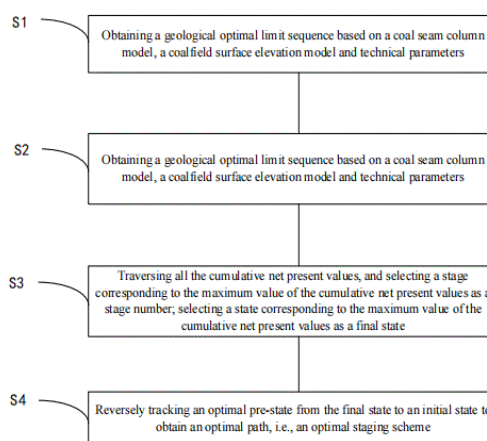 S1
Obtaining a geological optimal limit sequence based on a coal seam column
model, a coalfield surface elevation model and technical parameters
S2
Obtaining a geological optimal limit sequence based on a coal seam column
model, a coalfield surface elevation model and technical parameters
S3
Traversing all the cumulative net present values, and selecting a stage
corresponding to the maximum value of the cumulative net present values as a
stage number; selecting a state corresponding to the maximum value of the
cumulative net present values as a final state
S4
Reversely tracking an optimal pre-state from the final state to an initial state to
obtain an optimal path, i.e., an optimal staging scheme